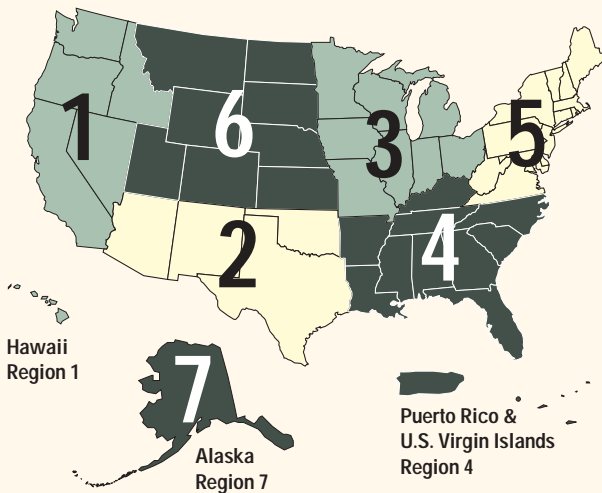 1
6
3
5
2
4
Hawaii
Region 1
7
Alaska
Region 7
Puerto Rico &
U.S. Virgin Islands
Region 4